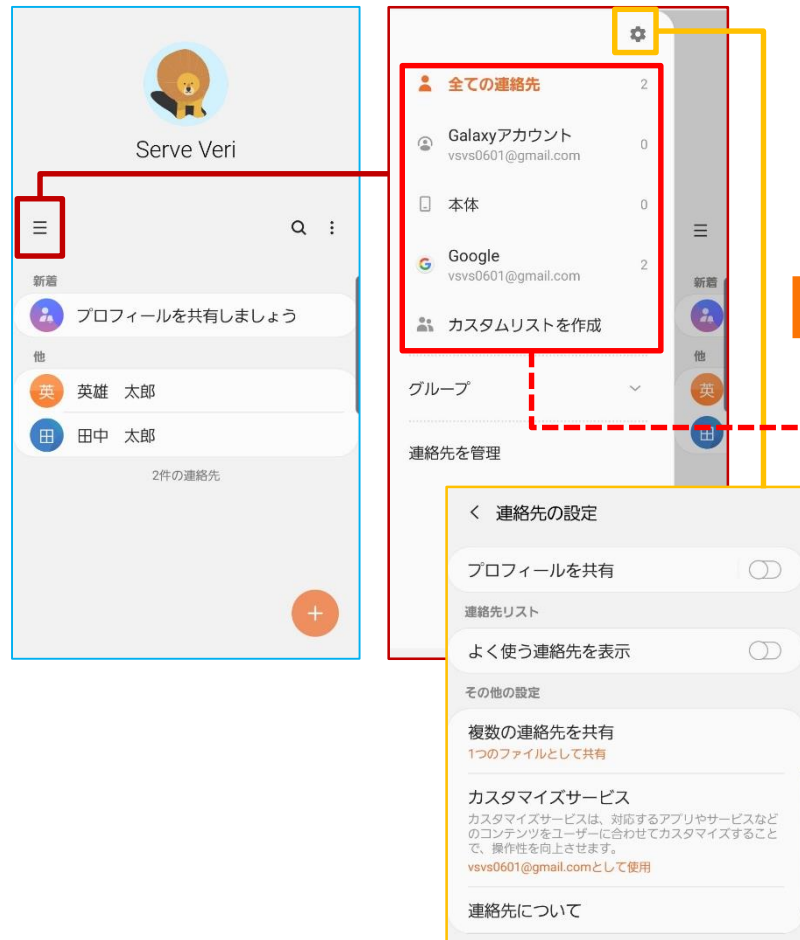 Serve Veri
新着
プロフィールを共有しましょう
他
英 英雄　太郎
田 田中　太郎
2件の連絡先
全ての連絡先 2
Galaxyアカウント 0
vsvs0601@gmail.com
本体 0
Google 2
vsvs0601@gmail.com
カスタムリストを作成
グループ
連絡先を管理
新着
他
英
田
連絡先の設定
プロフィールを共有
連絡先リスト
よく使う連絡先を表示
その他の設定
複数の連絡先を共有
1つのファイルとして共有
カスタマイズサービス
カスタマイズサービスは、対応するアプリやサービスなど
のコンテンツをユーザーに合わせてカスタマイズすること
で、操作性を向上させます。
vsvs0601@gmail.comとして使用
連絡先について